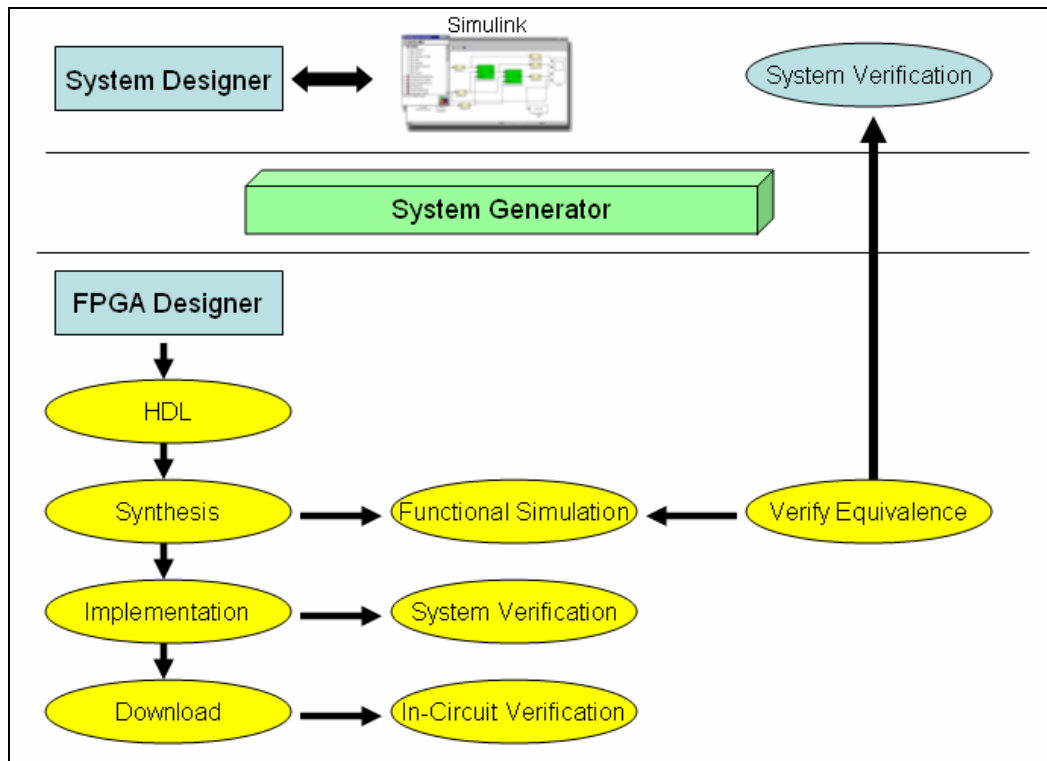 Simulink
System Designer
System Verification
System Generator
FPGA Designer
HDL
Synthesis
Functional Simulation
Verify Equivalence
Implementation
System Verification
Download
In-Circuit Verification